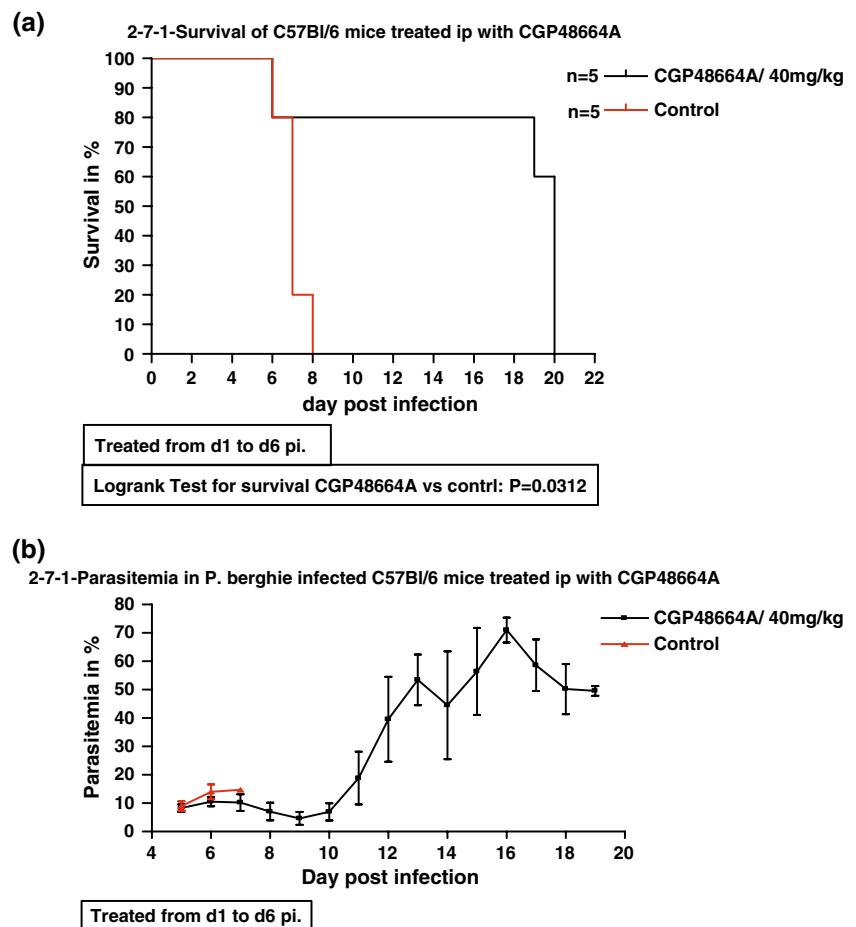 (a)
2-7-1-Survival of C57Bl/6 mice treated ip with CGP48664A
n=5 CGP48664A/ 40mg/kg
n=5 Control
Survival in %
100
90
80
70
60
50
40
30
20
10
0
0 2 4 6 8 10 12 14 16 18 20 22
day post infection
Treated from d1 to d6 pi.
Logrank Test for survival CGP48664A vs contrl: P=0.0312
(b)
2-7-1-Parasitemia in P. berghie infected C57Bl/6 mice treated ip with CGP48664A
CGP48664A/ 40mg/kg
Control
Parasitemia in %
80
70
60
50
40
30
20
10
0
4 6 8 10 12 14 16 18 20
Day post infection
Treated from d1 to d6 pi.